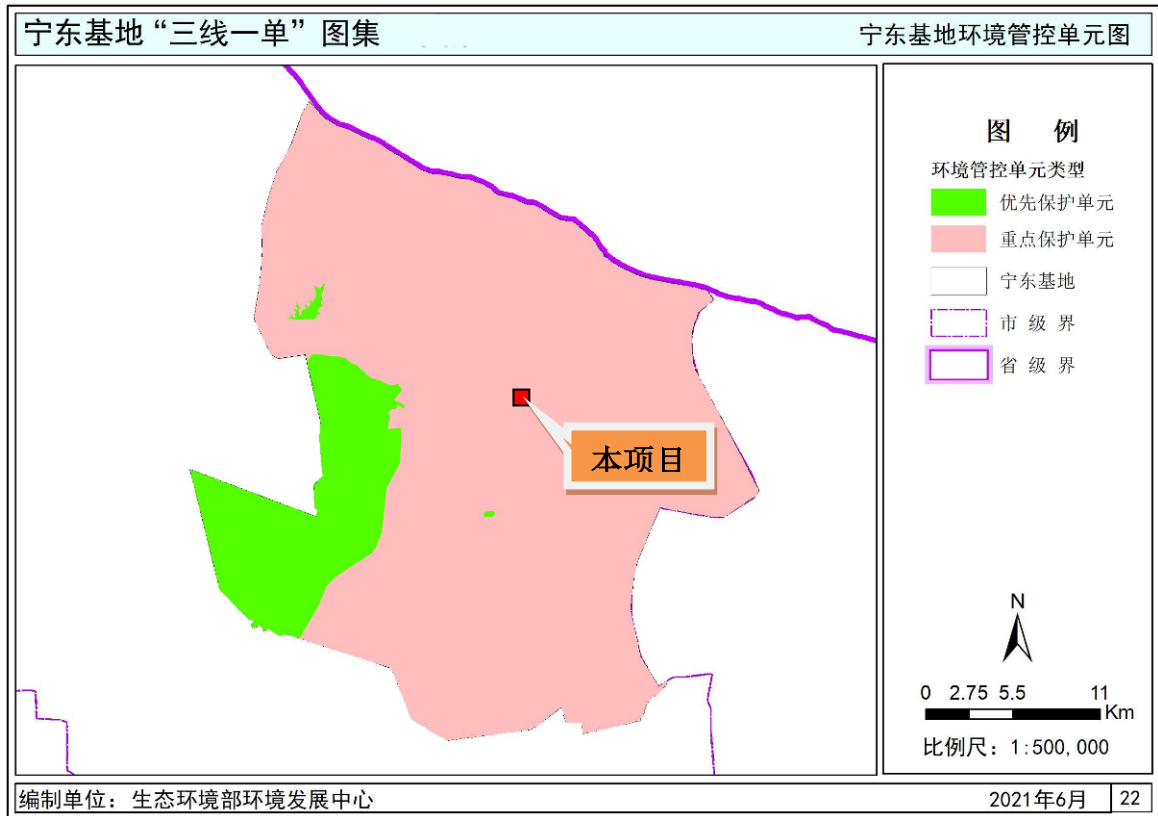 宁东基地“三线一单”图集
宁东基地环境管控单元图
本项目
图 例
环境管控单元类型
优先保护单元
重点保护单元
宁东基地
市 级 界
省 级 界
N
0 2.75 5.5 11
Km
比例尺：1:500,000
编制单位：生态环境部环境发展中心
2021年6月 22